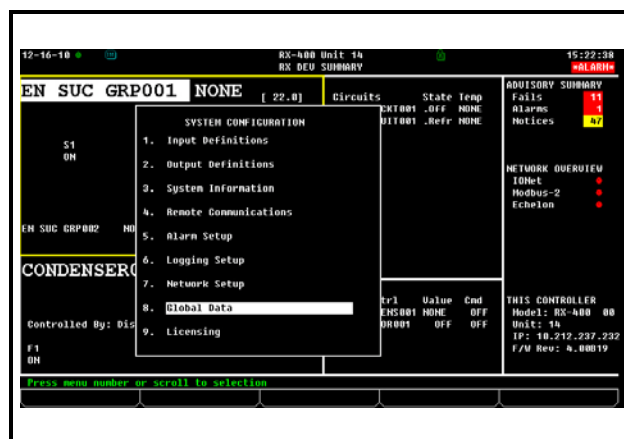 12-16-10 RX-400 Unit 14 15:22:38
RX DEV SUMMARY *ALARM*
EN SUC GRP001 NONE [ 22.0]
S1
ON
EN SUC GRP002 NO
CONDENSER
Controlled By: Dis
F1
ON
SYSTEM CONFIGURATION
1. Input Definitions
2. Output Definitions
3. System Information
4. Remote Communications
5. Alarm Setup
6. Logging Setup
7. Network Setup
8. Global Data
9. Licensing
Circuits State Temp
CKT001 .Off NONE
UIT001 .Refr NONE
trl Value Cmd
ENS001 NONE OFF
OR001 OFF OFF
ADVISORY SUMMARY
Fails 11
Alarms 1
Notices 47
NETWORK OVERVIEW
IONet
Modbus-2
Echelon
THIS CONTROLLER
Model: RX-400 00
Unit: 14
IP: 10.212.237.232
F/W Rev: 4.00B19
Press menu number or scroll to selection